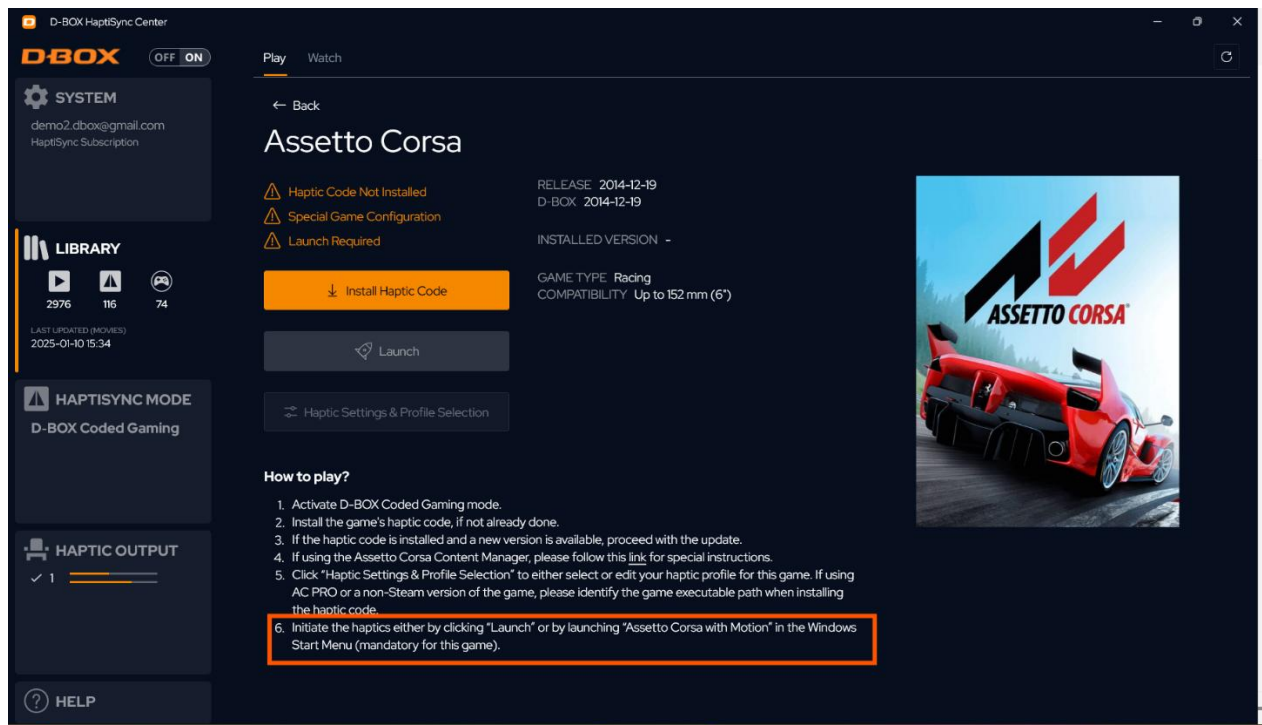 D-BOX HaptiSync Center
D-BOX
OFF ON
Play Watch
SYSTEM
demo2.dbox@gmail.com
HaptiSync Subscription
LIBRARY
2976 116 74
LAST UPDATED (MOVIES)
2025-01-10 15:34
HAPTISYNC MODE
D-BOX Coded Gaming
HAPTIC OUTPUT
1
HELP
← Back
Assetto Corsa
Haptic Code Not Installed
Special Game Configuration
Launch Required
Install Haptic Code
Launch
Haptic Settings & Profile Selection
RELEASE 2014-12-19
D-BOX 2014-12-19
INSTALLED VERSION -
GAME TYPE Racing
COMPATIBILITY Up to 152 mm (6")
ASSETTO CORSA
How to play?
1. Activate D-BOX Coded Gaming mode.
2. Install the game's haptic code, if not already done.
3. If the haptic code is installed and a new version is available, proceed with the update.
4. If using the Assetto Corsa Content Manager, please follow this link for special instructions.
5. Click "Haptic Settings & Profile Selection" to either select or edit your haptic profile for this game. If using
AC PRO or a non-Steam version of the game, please identify the game executable path when installing
the haptic code.
6. Initiate the haptics either by clicking "Launch" or by launching "Assetto Corsa with Motion" in the Windows
Start Menu (mandatory for this game).